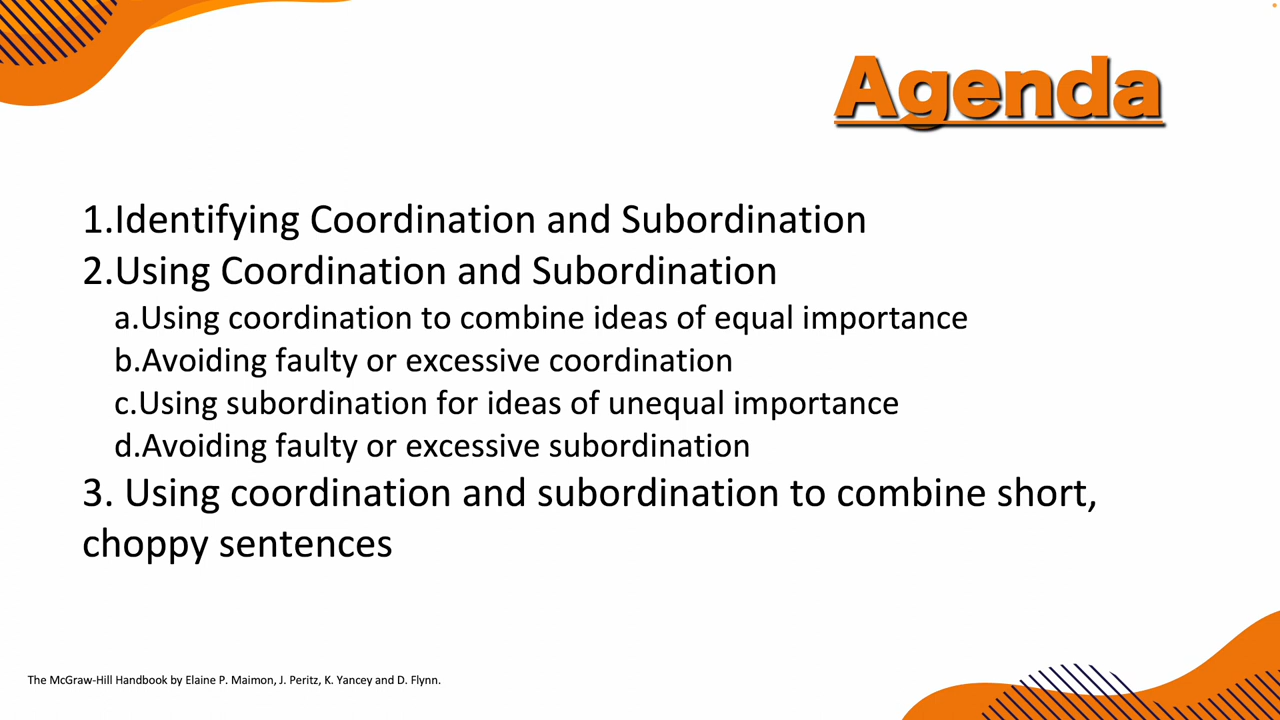 Agenda
1.Identifying Coordination and Subordination
2.Using Coordination and Subordination
a.Using coordination to combine ideas of equal importance
b.Avoiding faulty or excessive coordination
c.Using subordination for ideas of unequal importance
d.Avoiding faulty or excessive subordination
3. Using coordination and subordination to combine short,
choppy sentences
The McGraw-Hill Handbook by Elaine P. Maimon, J. Peritz, K. Yancey and D. Flynn.